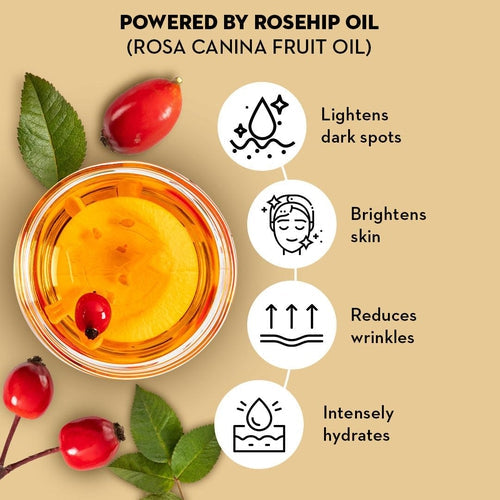 POWERED BY ROSEHIP OIL
(ROSA CANINA FRUIT OIL)
Lightens
dark spots
Brightens
skin
Reduces
wrinkles
Intensely
hydrates